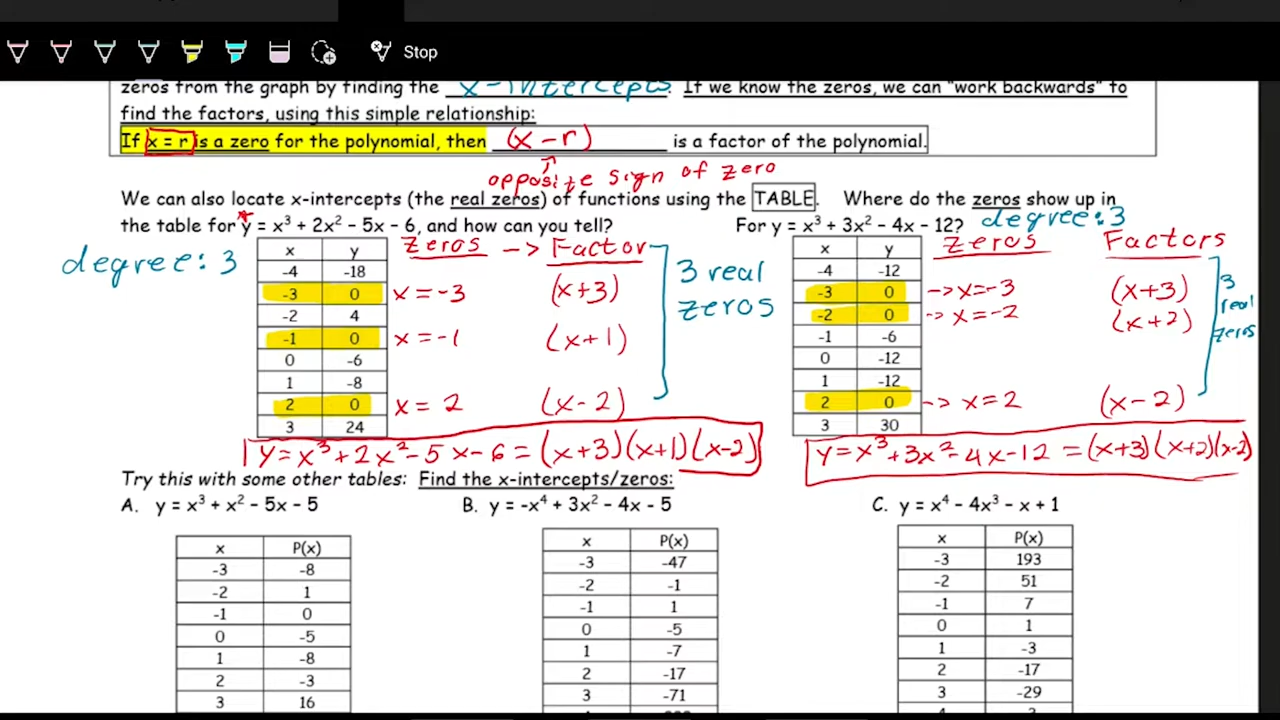 Stop
zeros from the graph by finding the x-intercepts. If we know the zeros, we can "work backwards" to
find the factors, using this simple relationship:
If x = r is a zero for the polynomial, then (x - r) is a factor of the polynomial.
opposite sign of zero
We can also locate x-intercepts (the real zeros) of functions using the TABLE. Where do the zeros show up in
the table for y = x³ + 2x² - 5x - 6, and how can you tell? For y = x³ + 3x² - 4x - 12? degree: 3
degree: 3
x y zeros -> Factor
-4 -18
-3 0 x = -3 (x+3)
-2 4
-1 0 x = -1 (x+1)
0 -6
1 -8
2 0 x = 2 (x-2)
3 24
3 real
zeros
y = x³ + 2x² - 5x - 6 = (x+3)(x+1)(x-2)
x y zeros Factors
-4 -12
-3 0 -> x = -3 (x+3)
-2 0 -> x = -2 (x+2)
-1 -6
0 -12
1 -12
2 0 -> x = 2 (x-2)
3 30
3
real
zeros
y = x³ + 3x² - 4x - 12 = (x+3)(x+2)(x-2)
Try this with some other tables: Find the x-intercepts/zeros:
A. y = x³ + x² - 5x - 5
x P(x)
-3 -8
-2 1
-1 0
0 -5
1 -8
2 -3
3 16
B. y = -x⁴ + 3x² - 4x - 5
x P(x)
-3 -47
-2 -1
-1 1
0 -5
1 -7
2 -17
3 -71
C. y = x⁴ - 4x³ - x + 1
x P(x)
-3 193
-2 51
-1 7
0 1
1 -3
2 -17
3 -29